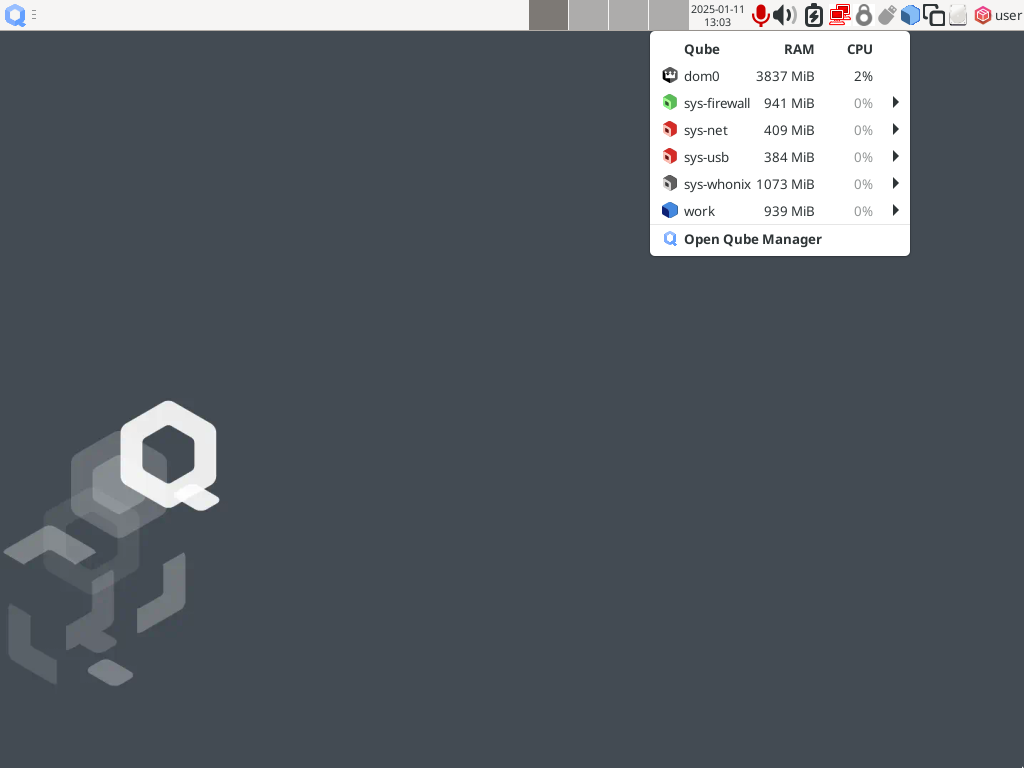 2025-01-11
13:03
user
Qube RAM CPU
dom0 3837 MiB 2%
sys-firewall 941 MiB 0%
sys-net 409 MiB 0%
sys-usb 384 MiB 0%
sys-whonix 1073 MiB 0%
work 939 MiB 0%
Open Qube Manager